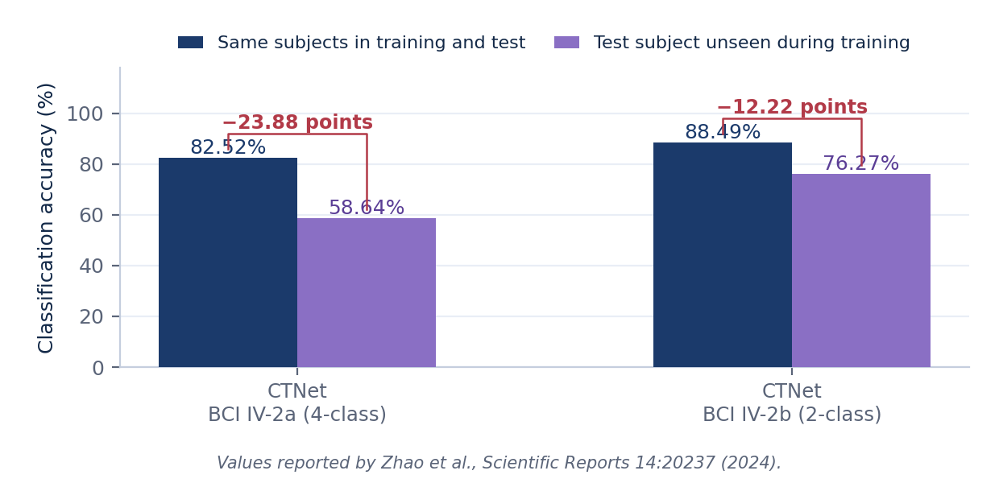 Same subjects in training and test
Test subject unseen during training
Classification accuracy (%)
100
80
60
40
20
0
−23.88 points
82.52%
58.64%
−12.22 points
88.49%
76.27%
CTNet
BCI IV-2a (4-class)
CTNet
BCI IV-2b (2-class)
Values reported by Zhao et al., Scientific Reports 14:20237 (2024).